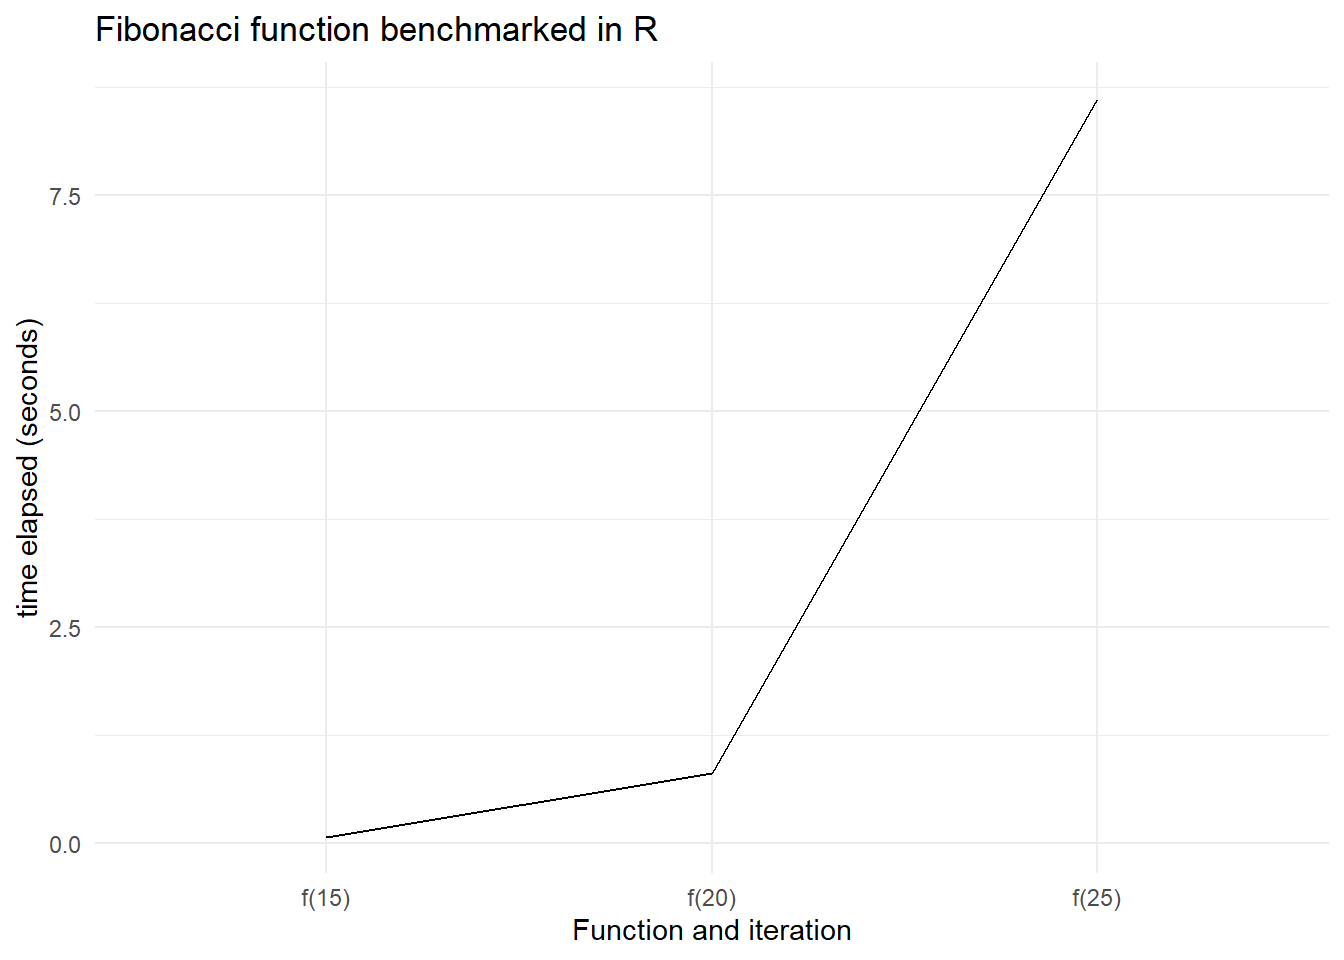 Fibonacci function benchmarked in R
time elapsed (seconds)
7.5
5.0
2.5
0.0
f(15) f(20) f(25)
Function and iteration